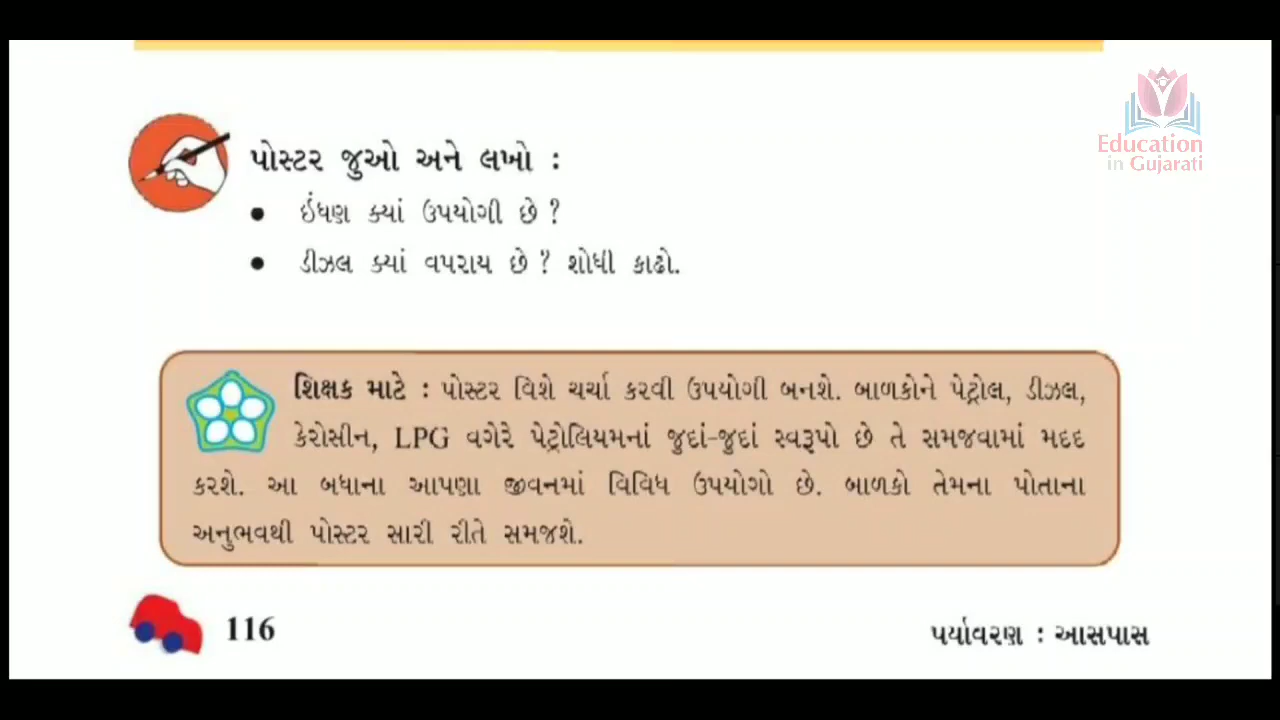 Education
in Gujarati
પોસ્ટર જુઓ અને લખો :
● ઇંધણ ક્યાં ઉપયોગી છે ?
● ડીઝલ ક્યાં વપરાય છે ? શોધી કાઢો.
શિક્ષક માટે : પોસ્ટર વિશે ચર્ચા કરવી ઉપયોગી બનશે. બાળકોને પેટ્રોલ, ડીઝલ,
કેરોસીન, LPG વગેરે પેટ્રોલિયમનાં જુદાં-જુદાં સ્વરૂપો છે તે સમજવામાં મદદ
કરશે. આ બધાના આપણા જીવનમાં વિવિધ ઉપયોગો છે. બાળકો તેમના પોતાના
અનુભવથી પોસ્ટર સારી રીતે સમજશે.
116
પર્યાવરણ : આસપાસ